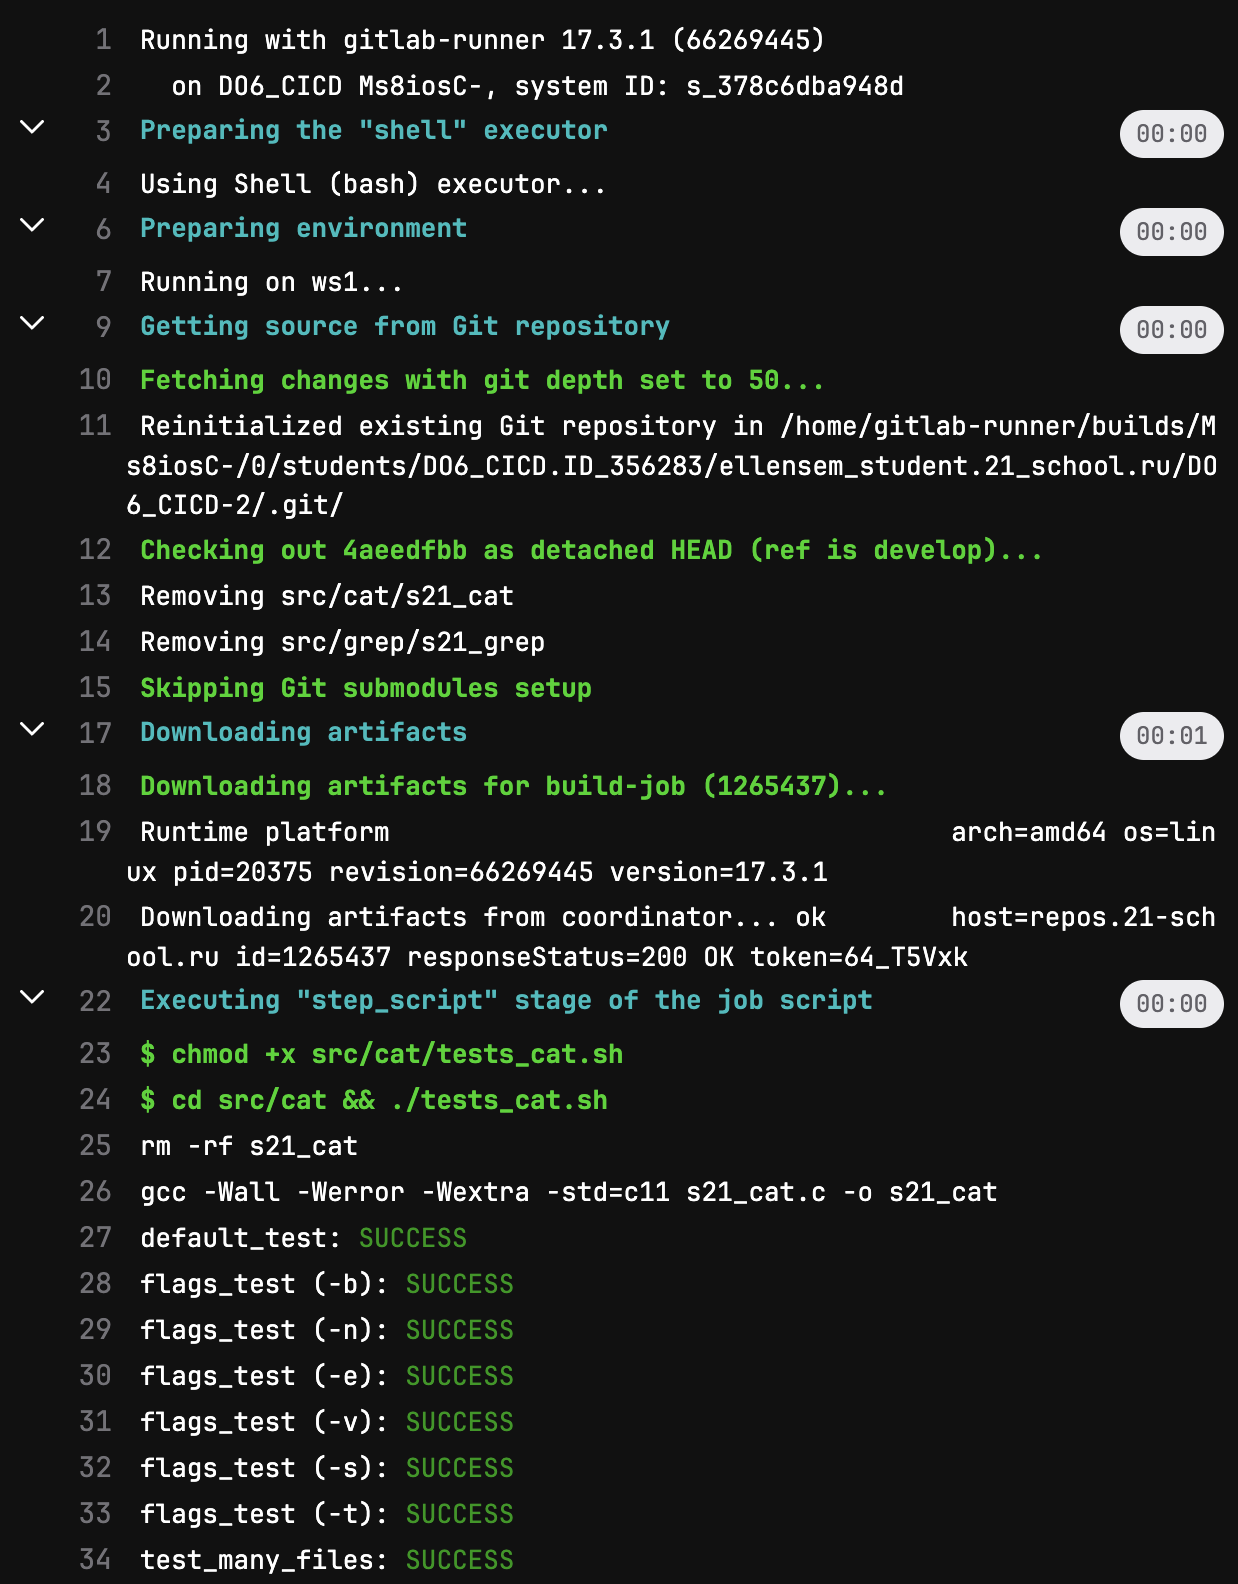 1 Running with gitlab-runner 17.3.1 (66269445)
2 on DO6_CICD Ms8iosC-, system ID: s_378c6dba948d
3 Preparing the "shell" executor 00:00
4 Using Shell (bash) executor...
6 Preparing environment 00:00
7 Running on ws1...
9 Getting source from Git repository 00:00
10 Fetching changes with git depth set to 50...
11 Reinitialized existing Git repository in /home/gitlab-runner/builds/M
s8iosC-/0/students/DO6_CICD.ID_356283/ellensem_student.21_school.ru/DO
6_CICD-2/.git/
12 Checking out 4aeedfbb as detached HEAD (ref is develop)...
13 Removing src/cat/s21_cat
14 Removing src/grep/s21_grep
15 Skipping Git submodules setup
17 Downloading artifacts 00:01
18 Downloading artifacts for build-job (1265437)...
19 Runtime platform arch=amd64 os=lin
ux pid=20375 revision=66269445 version=17.3.1
20 Downloading artifacts from coordinator... ok host=repos.21-sch
ool.ru id=1265437 responseStatus=200 OK token=64_T5Vxk
22 Executing "step_script" stage of the job script 00:00
23 $ chmod +x src/cat/tests_cat.sh
24 $ cd src/cat && ./tests_cat.sh
25 rm -rf s21_cat
26 gcc -Wall -Werror -Wextra -std=c11 s21_cat.c -o s21_cat
27 default_test: SUCCESS
28 flags_test (-b): SUCCESS
29 flags_test (-n): SUCCESS
30 flags_test (-e): SUCCESS
31 flags_test (-v): SUCCESS
32 flags_test (-s): SUCCESS
33 flags_test (-t): SUCCESS
34 test_many_files: SUCCESS